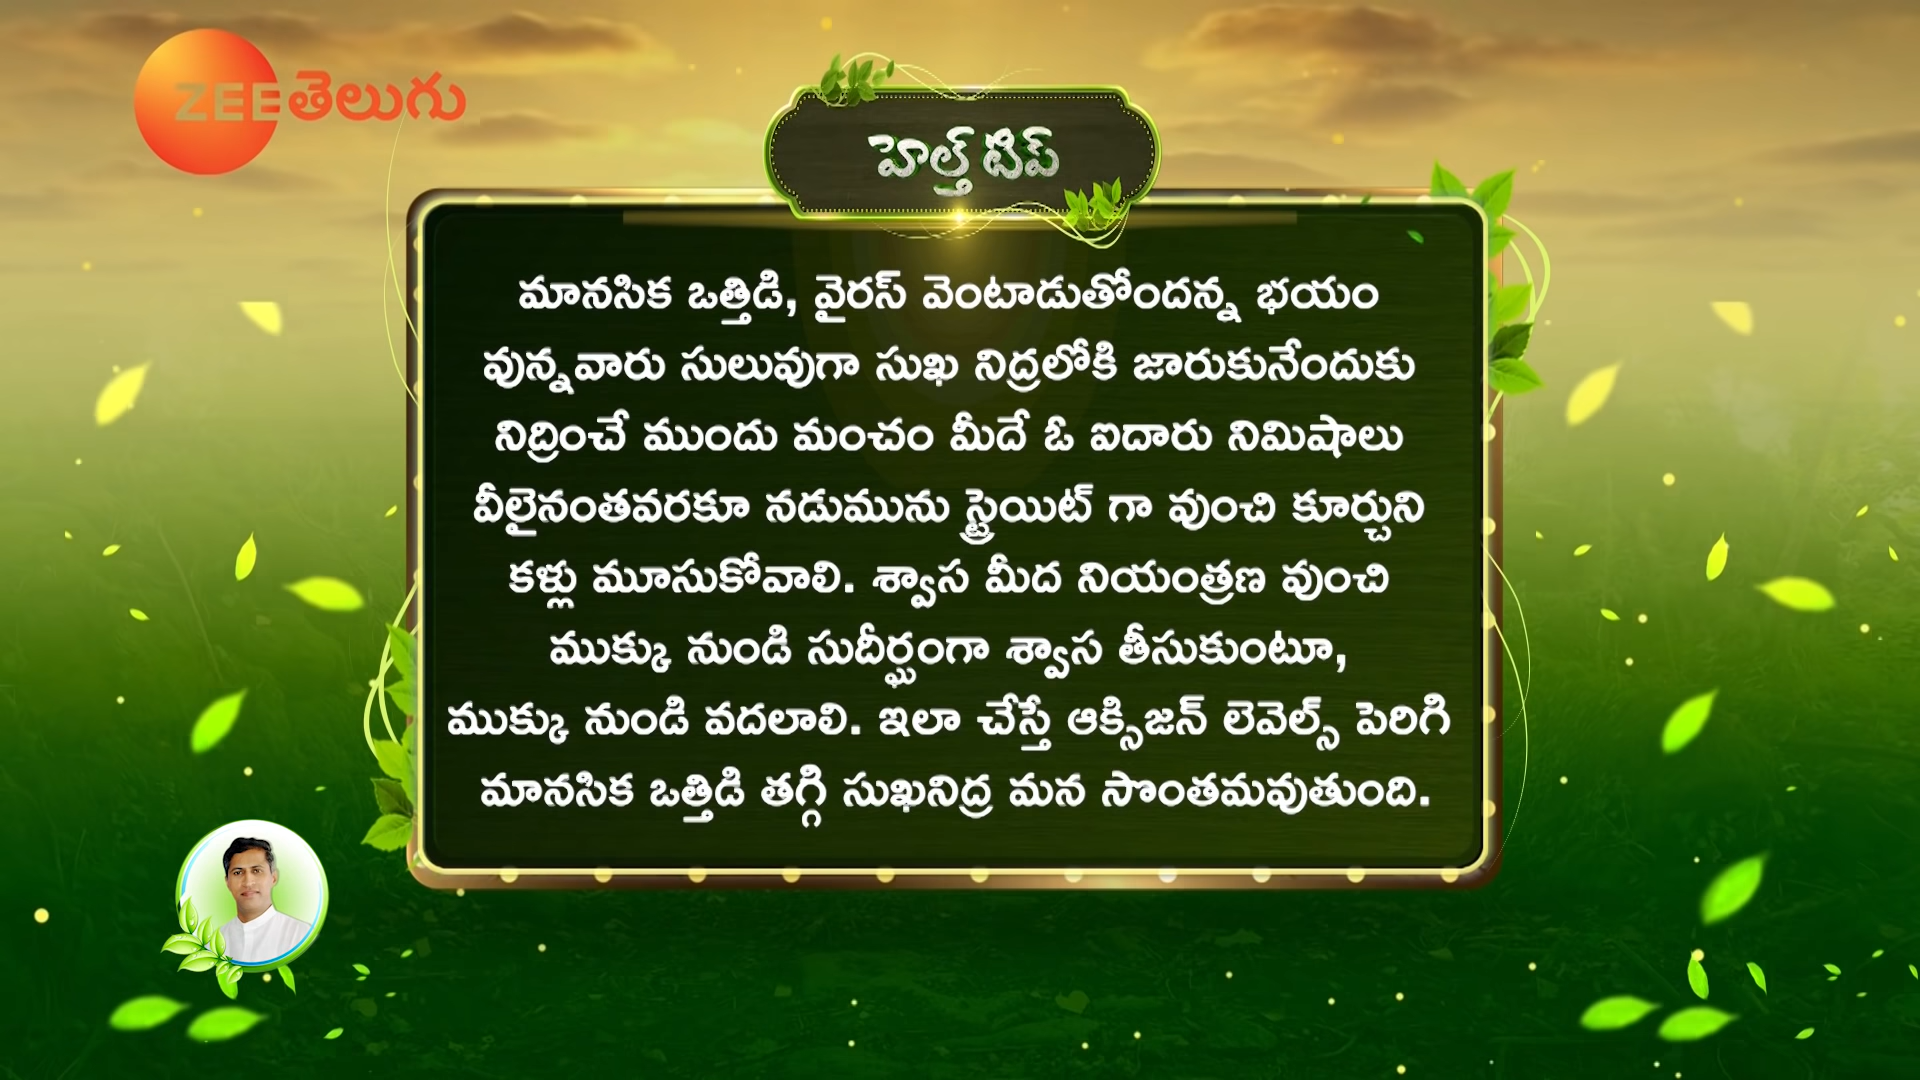 ZEE తెలుగు
హెల్త్ టిప్
మానసిక ఒత్తిడి, వైరస్ వెంటాడుతోందన్న భయం
వున్నవారు సులువుగా సుఖ నిద్రలోకి జారుకునేందుకు
నిద్రించే ముందు మంచం మీదే ఓ ఐదారు నిమిషాలు
వీలైనంతవరకూ నడుమును స్ట్రెయిట్ గా వుంచి కూర్చుని
కళ్లు మూసుకోవాలి. శ్వాస మీద నియంత్రణ వుంచి
ముక్కు నుండి సుదీర్ఘంగా శ్వాస తీసుకుంటూ,
ముక్కు నుండి వదలాలి. ఇలా చేస్తే ఆక్సిజన్ లెవెల్స్ పెరిగి
మానసిక ఒత్తిడి తగ్గి సుఖనిద్ర మన సొంతమవుతుంది.